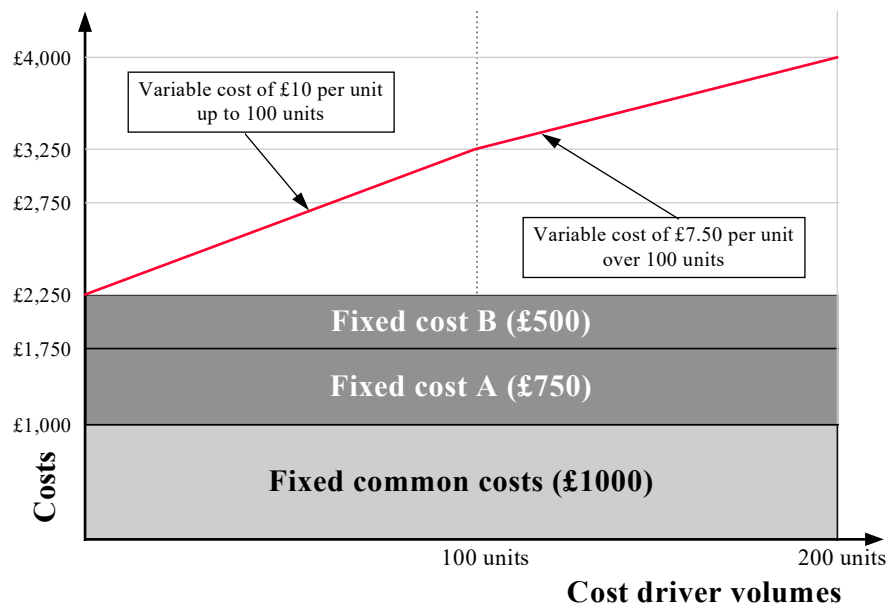 £4,000
Variable cost of £10 per unit
up to 100 units
£3,250
£2,750
Variable cost of £7.50 per unit
over 100 units
£2,250
Fixed cost B (£500)
£1,750
Fixed cost A (£750)
£1,000
Fixed common costs (£1000)
Costs
100 units
200 units
Cost driver volumes